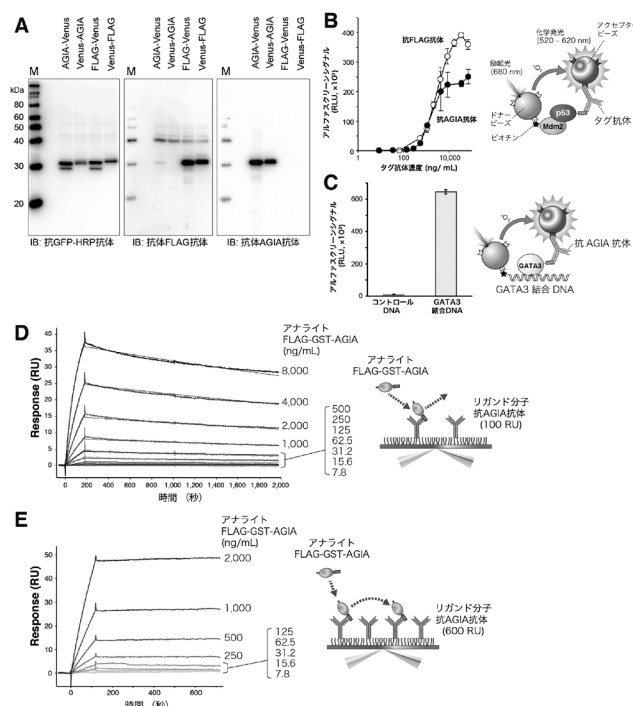 A
AGIA-Venus
Venus-AGIA
FLAG-Venus
Venus-FLAG
AGIA-Venus
Venus-AGIA
FLAG-Venus
Venus-FLAG
AGIA-Venus
Venus-AGIA
FLAG-Venus
Venus-FLAG
M
M
M
kDa
80
60
50
40
30
20
IB: 抗GFP-HRP抗体
IB: 抗体FLAG抗体
IB: 抗体AGIA抗体
B
アルファスクリーンシグナル
(RLU, ×10³)
400
350
300
250
200
150
100
50
0
抗FLAG抗体
抗AGIA抗体
1
10
100
1,000
10,000
タグ抗体濃度 (ng/ mL)
化学発光
(520 – 620 nm)
アクセプター
ビーズ
励起光
(680 nm)
¹O₂
ドナー
ビーズ
p53
Mdm2
ビオチン
タグ抗体
C
アルファスクリーンシグナル
(RLU, ×10³)
800
700
600
500
400
300
200
100
0
コントロール
DNA
GATA3
結合DNA
¹O₂
抗 AGIA 抗体
GATA3
GATA3 結合 DNA
D
Response (RU)
40
35
30
25
20
15
10
5
0
0
200
400
600
800
1,000
1,200
1,400
1,600
1,800
2,000
時間 (秒)
アナライト
FLAG-GST-AGIA
(ng/mL)
8,000
4,000
2,000
1,000
500
250
125
62.5
31.2
15.6
7.8
アナライト
FLAG-GST-AGIA
リガンド分子
抗AGIA抗体
(100 RU)
E
Response (RU)
50
40
30
20
10
0
0
200
400
600
時間 (秒)
アナライト
FLAG-GST-AGIA
(ng/mL)
2,000
1,000
500
250
125
62.5
31.2
15.6
7.8
アナライト
FLAG-GST-AGIA
リガンド分子
抗AGIA抗体
(600 RU)